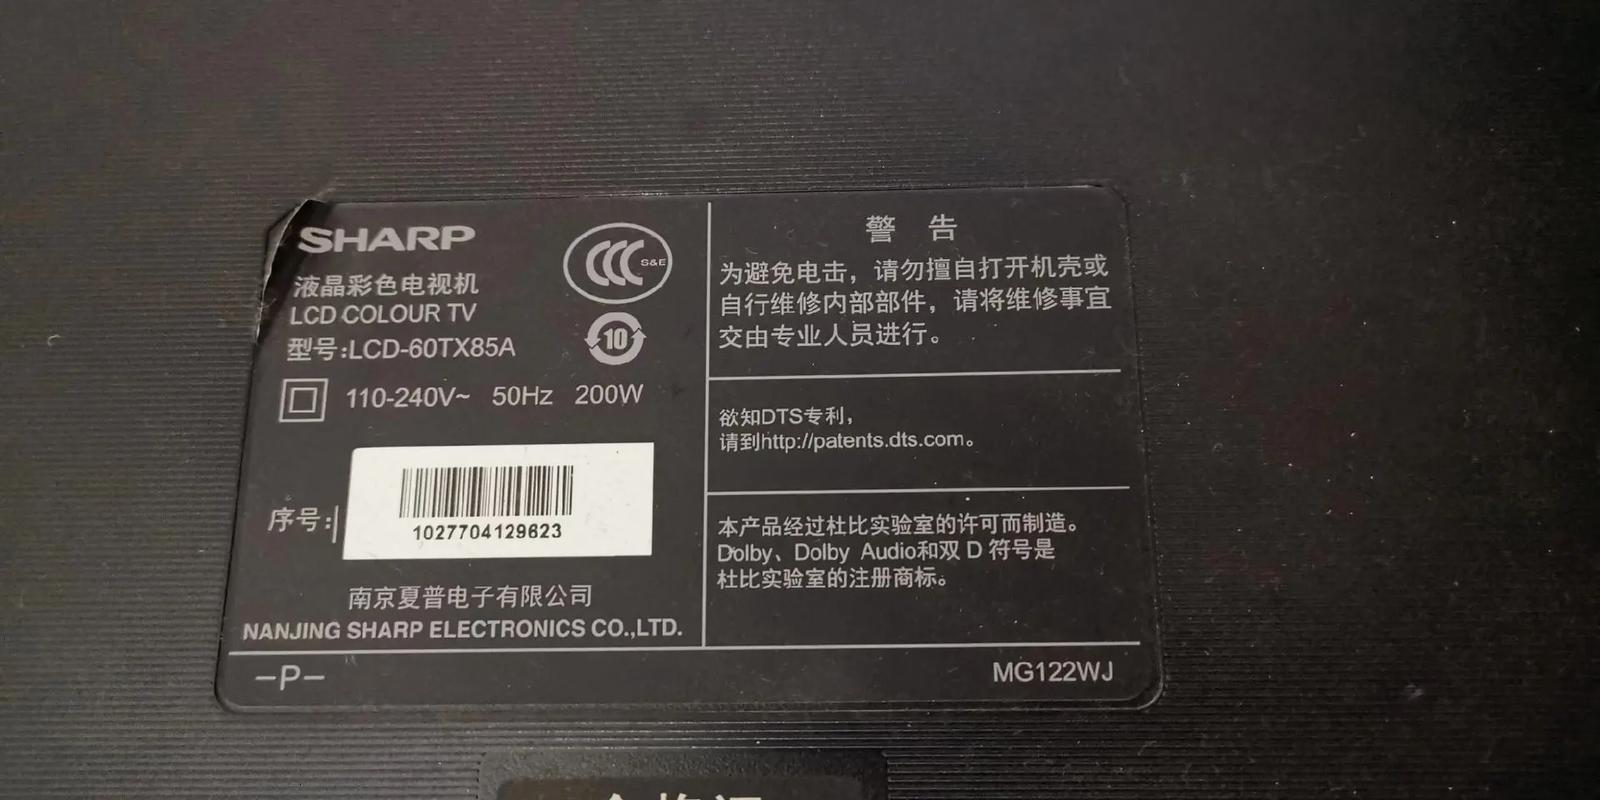 SHARP
液晶彩色电视机
LCD COLOUR TV
型号:LCD-60TX85A
CCC S&E
10
110-240V~ 50Hz 200W
序号:
1027704129623
南京夏普电子有限公司
NANJING SHARP ELECTRONICS CO.,LTD.
-P-
警 告
为避免电击，请勿擅自打开机壳或
自行维修内部部件，请将维修事宜
交由专业人员进行。
欲知DTS专利，
请到http://patents.dts.com。
本产品经过杜比实验室的许可而制造。
Dolby、Dolby Audio和双 D 符号是
杜比实验室的注册商标。
MG122WJ